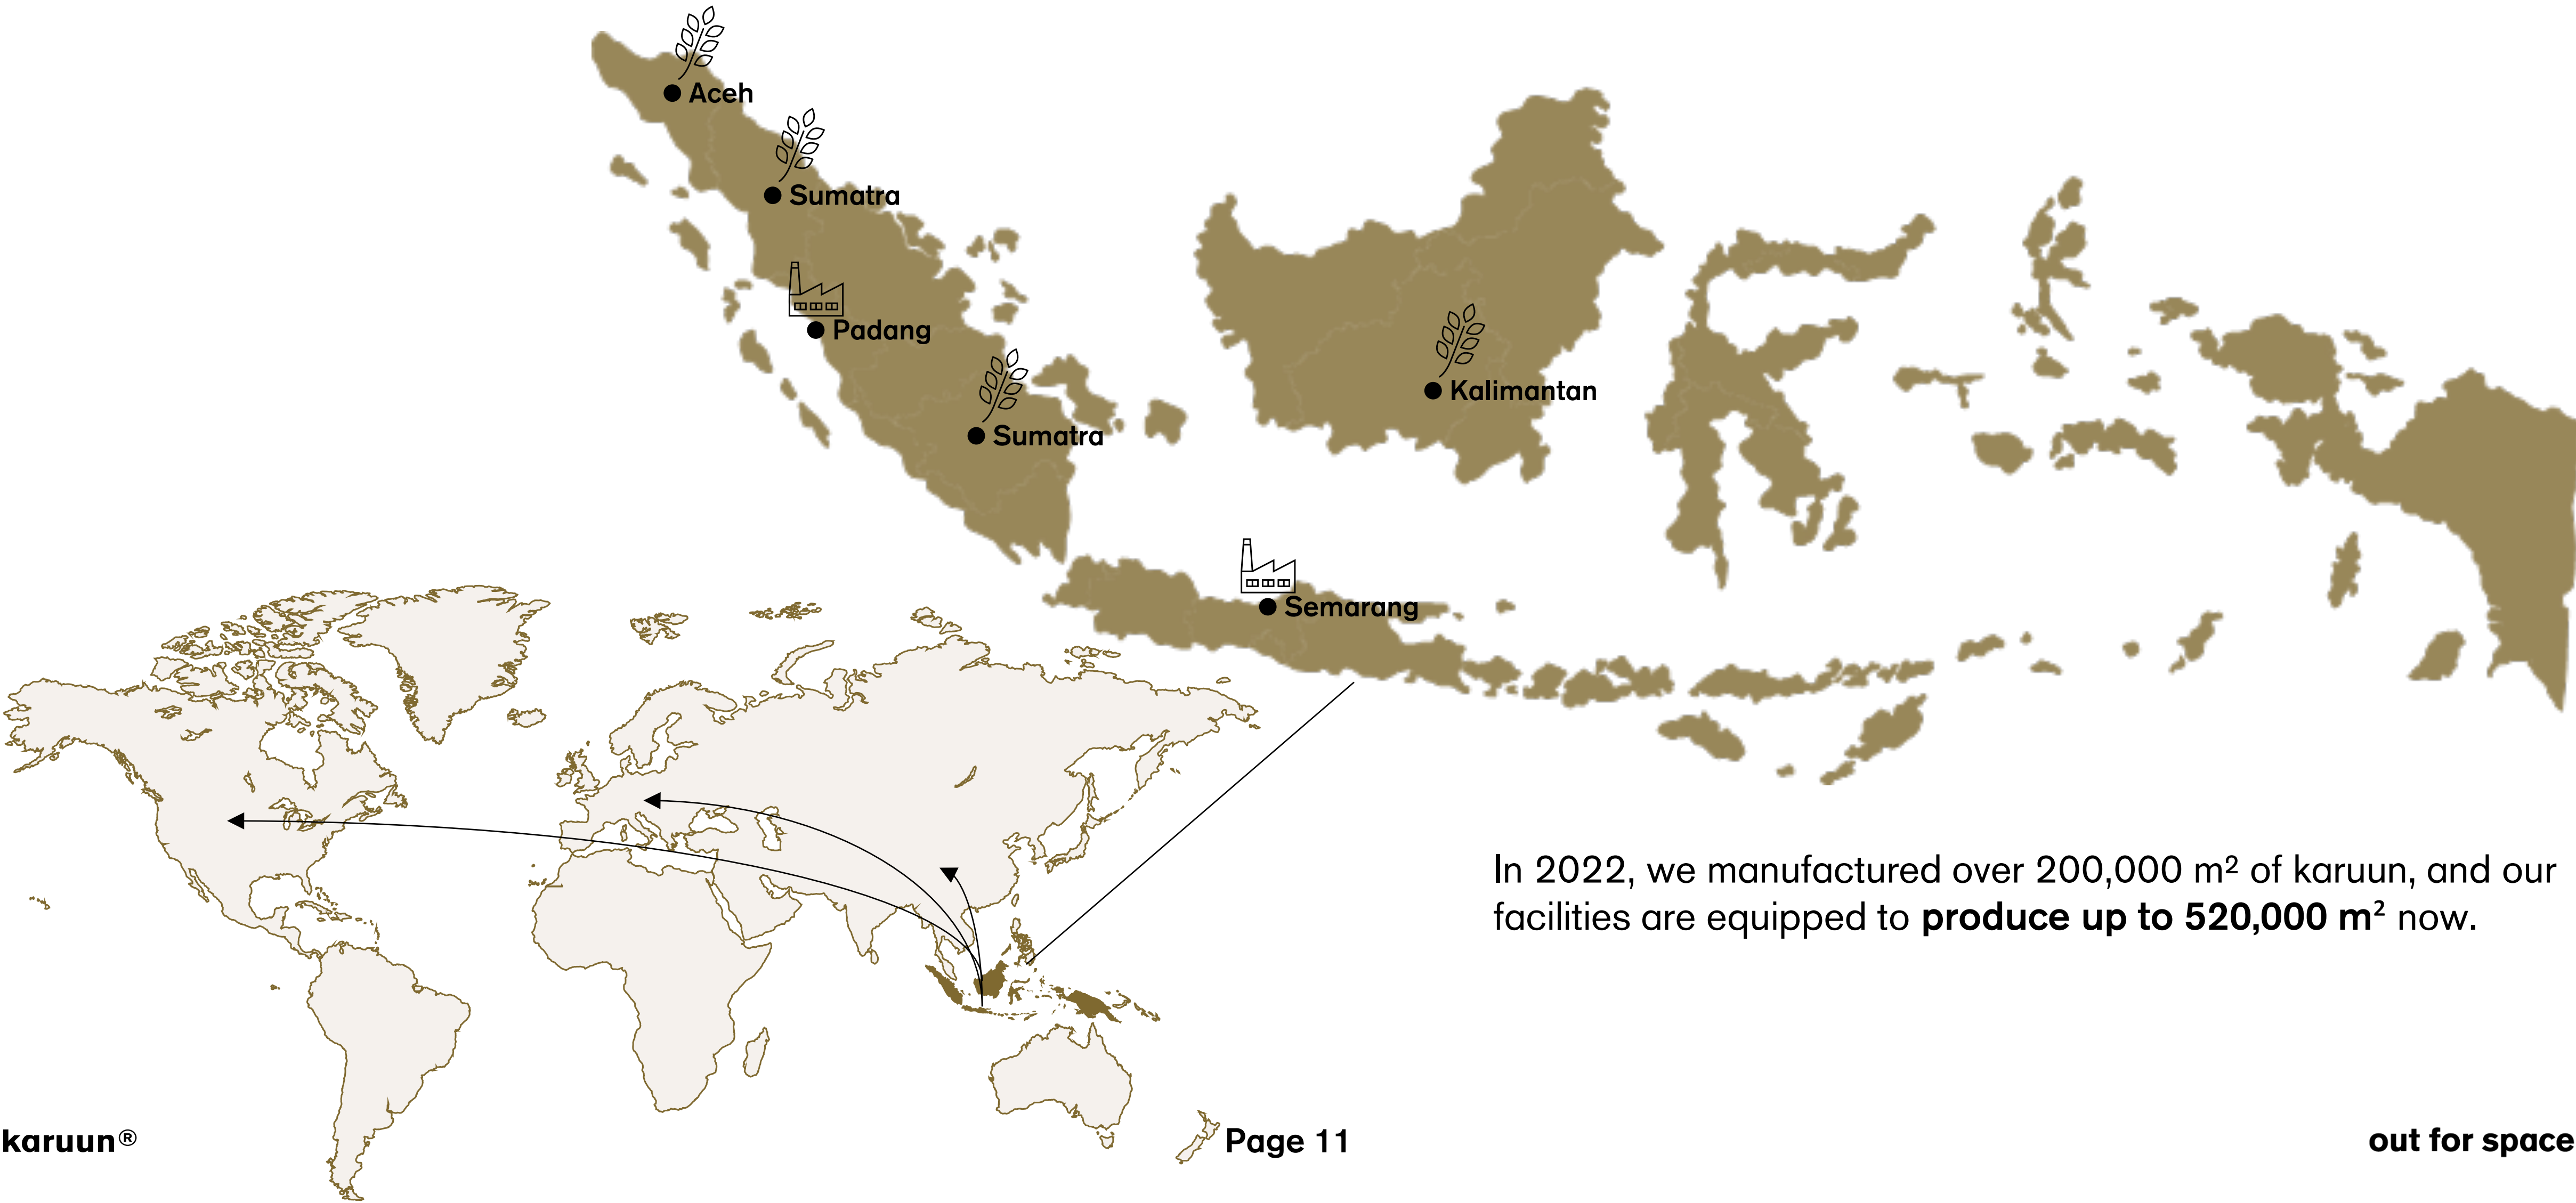 Aceh
Sumatra
Padang
Sumatra
Kalimantan
Semarang
In 2022, we manufactured over 200,000 m² of karuun, and our
facilities are equipped to produce up to 520,000 m² now.
karuun®
Page 11
out for space